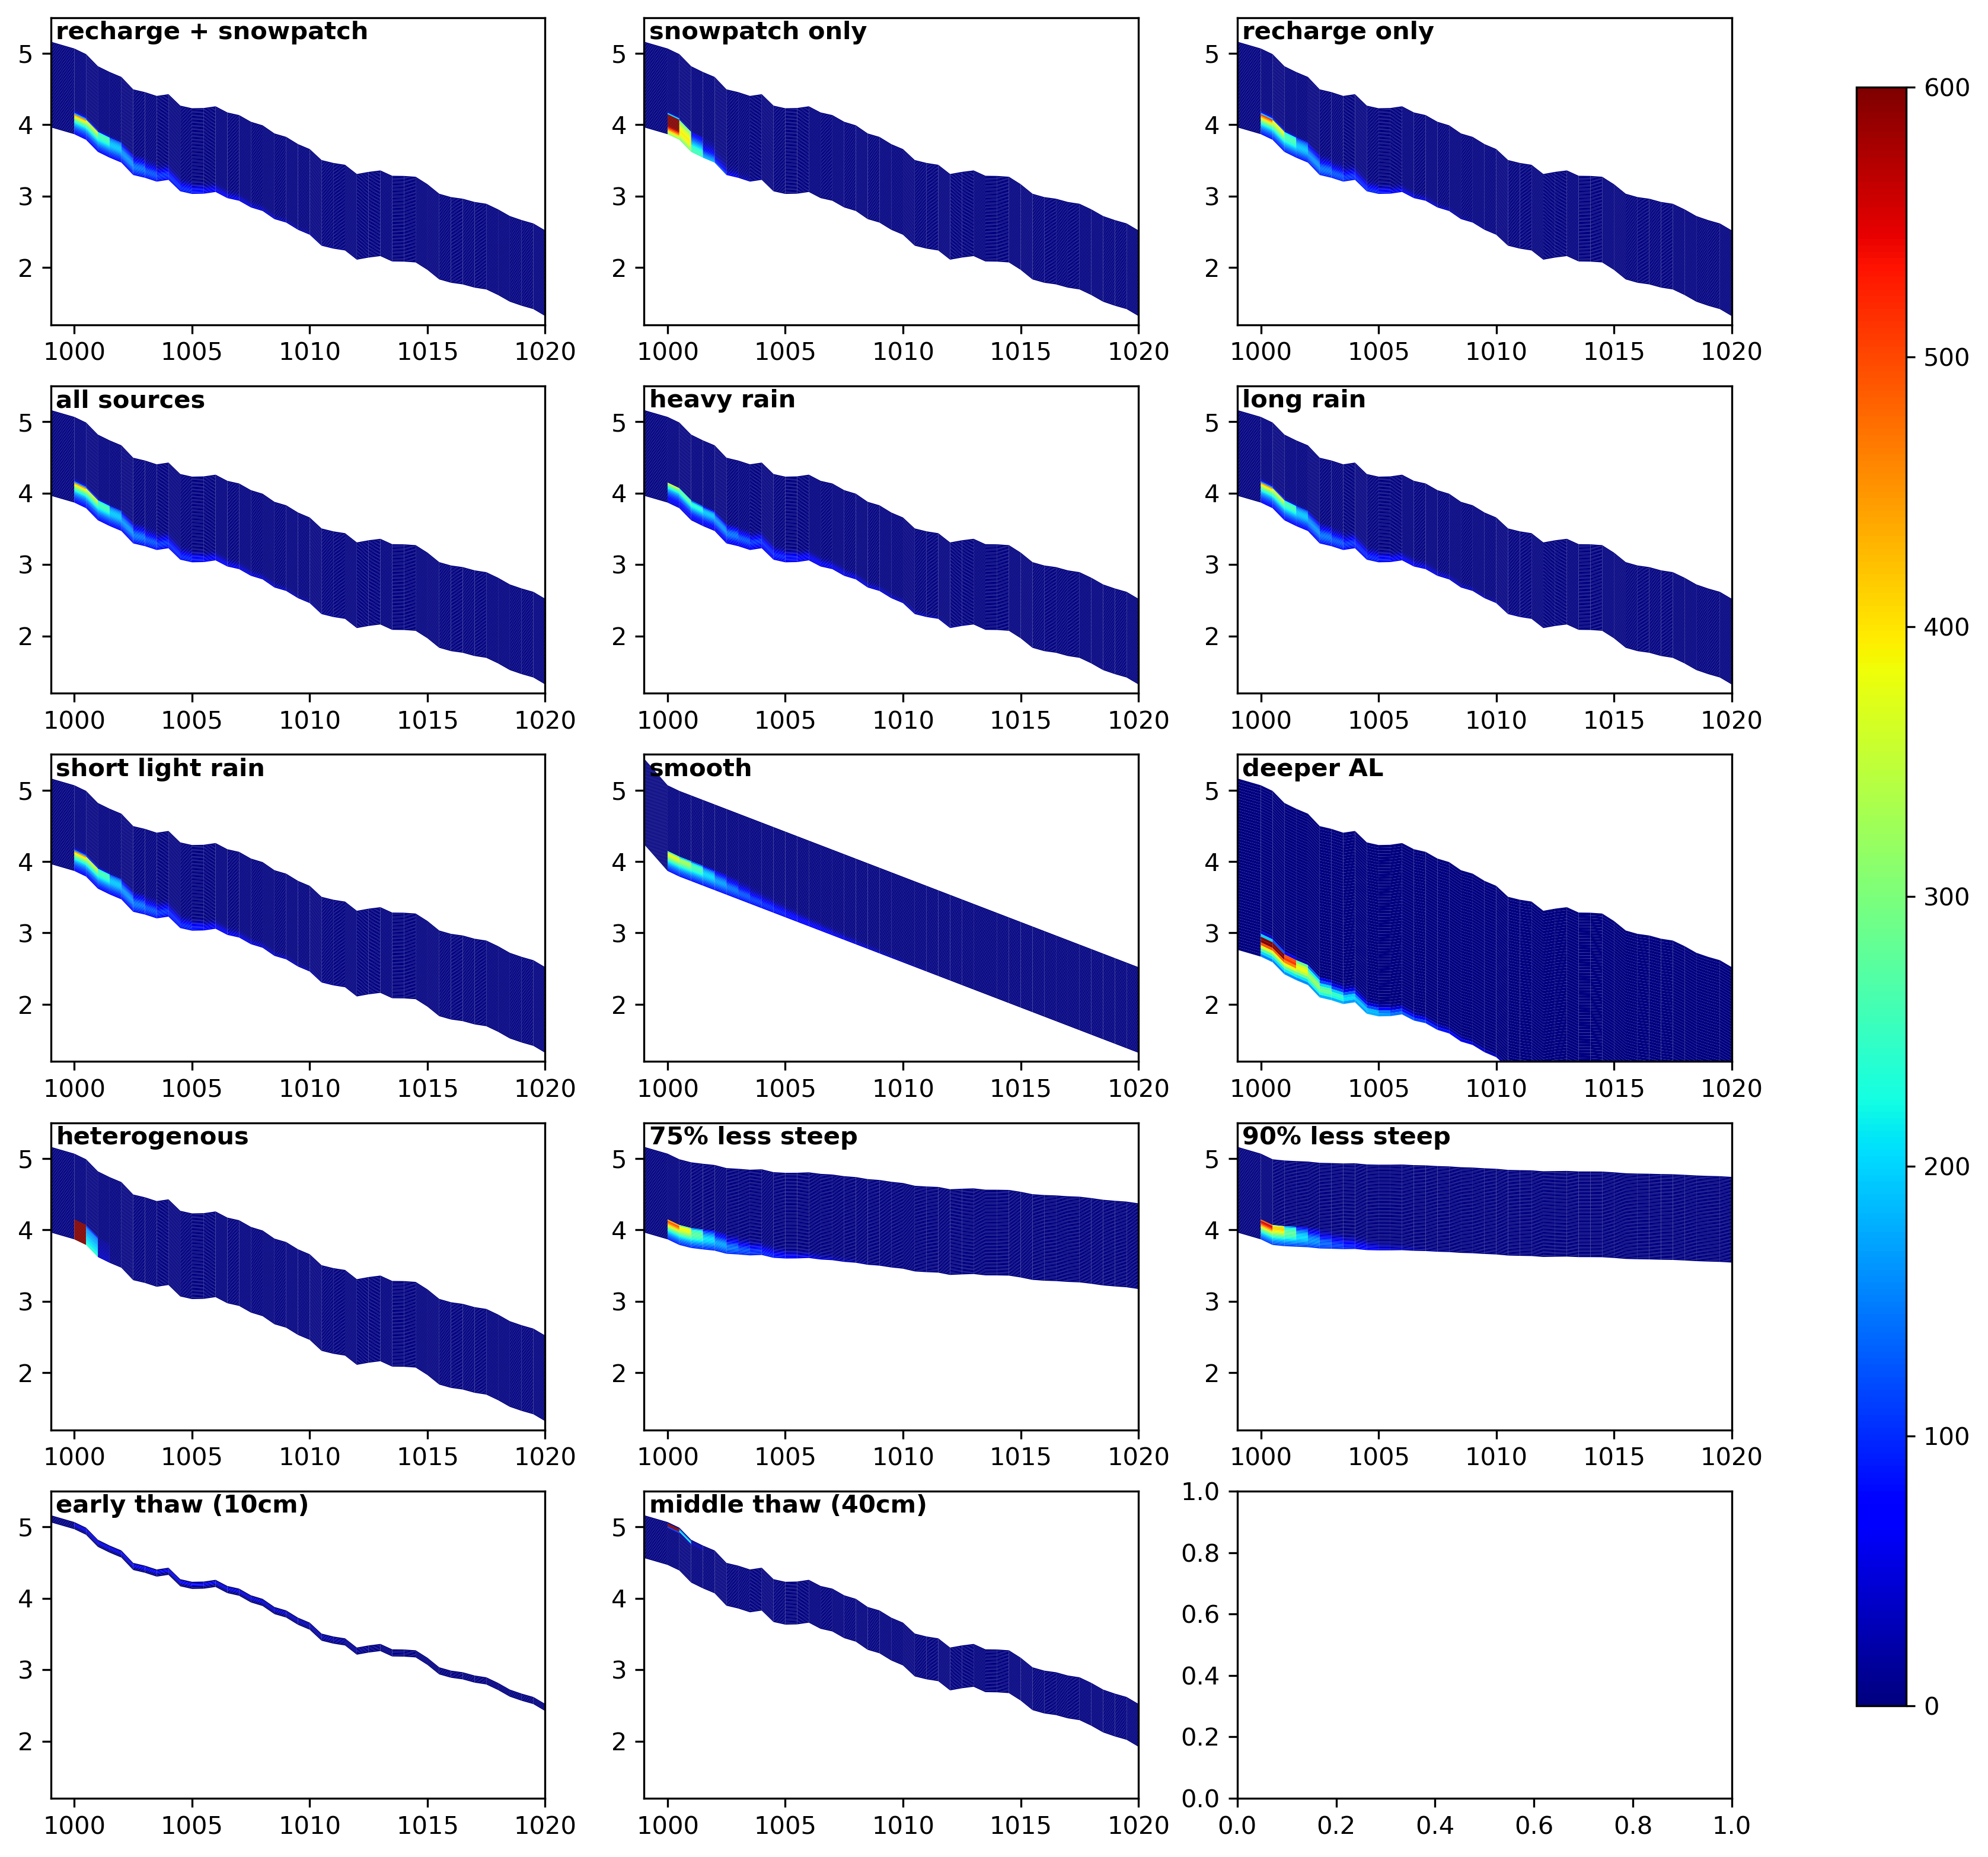 recharge + snowpatch snowpatch only recharge only
5 5 5 600
4 4 4
3 3 3
2 2 2
1000 1005 1010 1015 1020 1000 1005 1010 1015 1020 1000 1005 1010 1015 1020 500
all sources heavy rain long rain
5 5 5
4 4 4
3 3 3 400
2 2 2
1000 1005 1010 1015 1020 1000 1005 1010 1015 1020 1000 1005 1010 1015 1020
short light rain smooth deeper AL
5 5 5
4 4 4 300
3 3 3
2 2 2
1000 1005 1010 1015 1020 1000 1005 1010 1015 1020 1000 1005 1010 1015 1020
heterogenous 75% less steep 90% less steep
5 5 5 200
4 4 4
3 3 3
2 2 2 100
1000 1005 1010 1015 1020 1000 1005 1010 1015 1020 1000 1005 1010 1015 1020
early thaw (10cm) middle thaw (40cm) 1.0
5 5 0.8
4 4 0.6 0
3 3 0.4
2 2 0.2
0.0
1000 1005 1010 1015 1020 1000 1005 1010 1015 1020 0.0 0.2 0.4 0.6 0.8 1.0